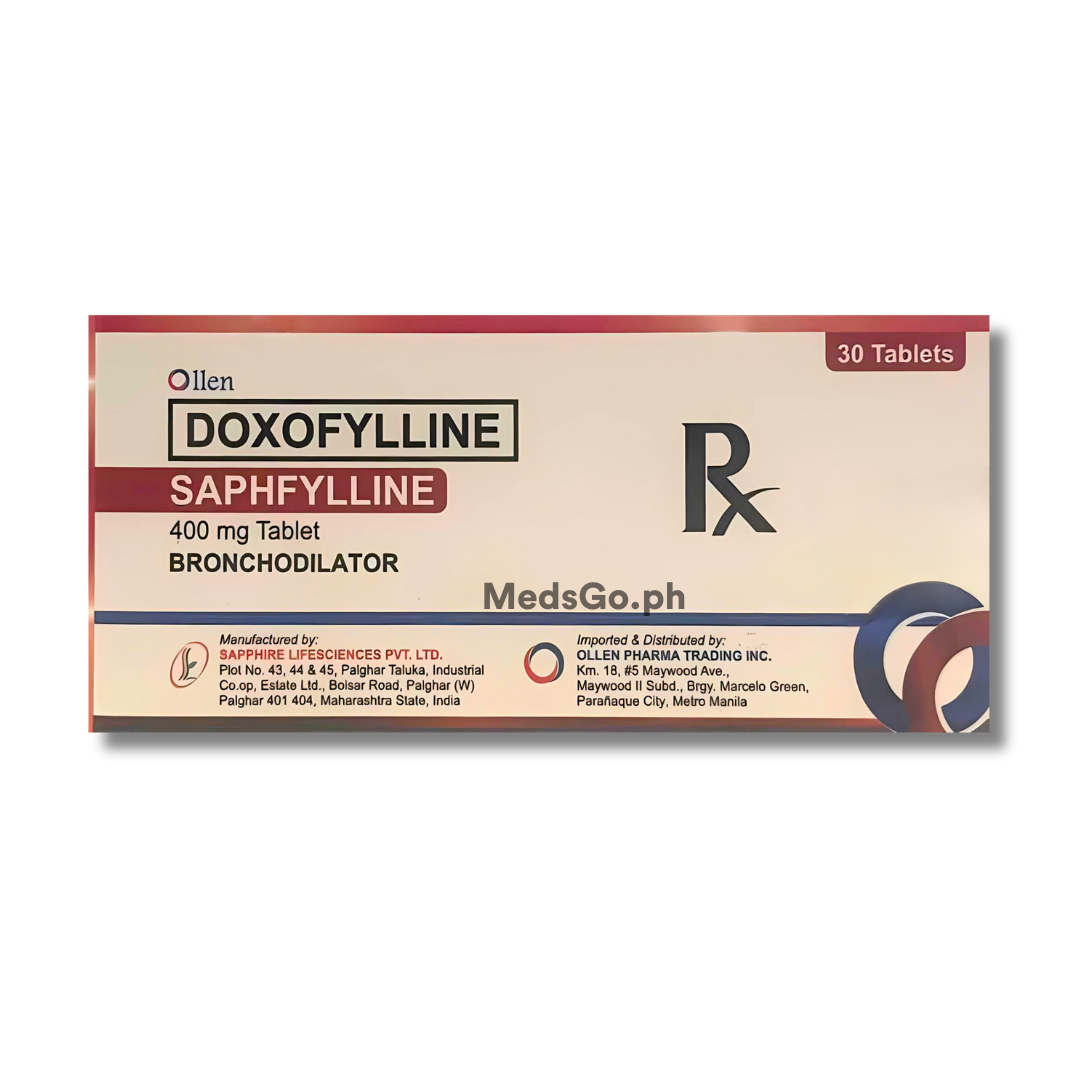 30 Tablets
Ollen
DOXOFYLLINE
SAPHFYLLINE
400 mg Tablet
BRONCHODILATOR
Rx
MedsGo.ph
Manufactured by:
SAPPHIRE LIFESCIENCES PVT. LTD.
Plot No. 43, 44 & 45, Palghar Taluka, Industrial
Co.op, Estate Ltd., Boisar Road, Palghar (W)
Palghar 401 404, Maharashtra State, India
Imported & Distributed by:
OLLEN PHARMA TRADING INC.
Km. 18, #5 Maywood Ave.,
Maywood II Subd., Brgy. Marcelo Green,
Parañaque City, Metro Manila